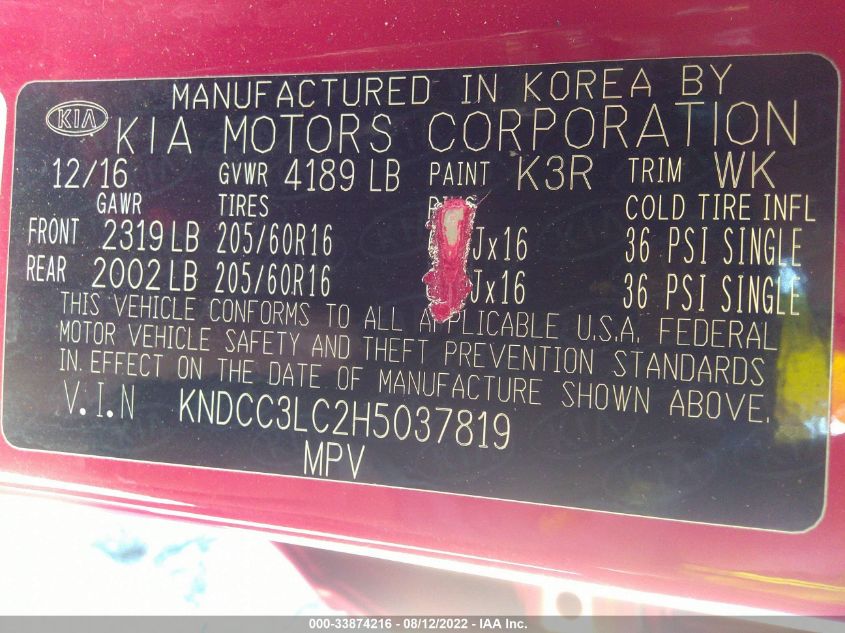 MANUFACTURED IN KOREA BY
KIA KIA MOTORS CORPORATION
12/16 GVWR 4189 LB PAINT K3R TRIM WK
GAWR TIRES COLD TIRE INFL
FRONT 2319 LB 205/60R16 Jx16 36 PSI SINGLE
REAR 2002 LB 205/60R16 Jx16 36 PSI SINGLE
THIS VEHICLE CONFORMS TO ALL APPLICABLE U.S.A. FEDERAL
MOTOR VEHICLE SAFETY AND THEFT PREVENTION STANDARDS
IN EFFECT ON THE DATE OF MANUFACTURE SHOWN ABOVE.
V.I.N KNDCC3LC2H5037819
MPV
000-33874216 - 08/12/2022 - IAA Inc.